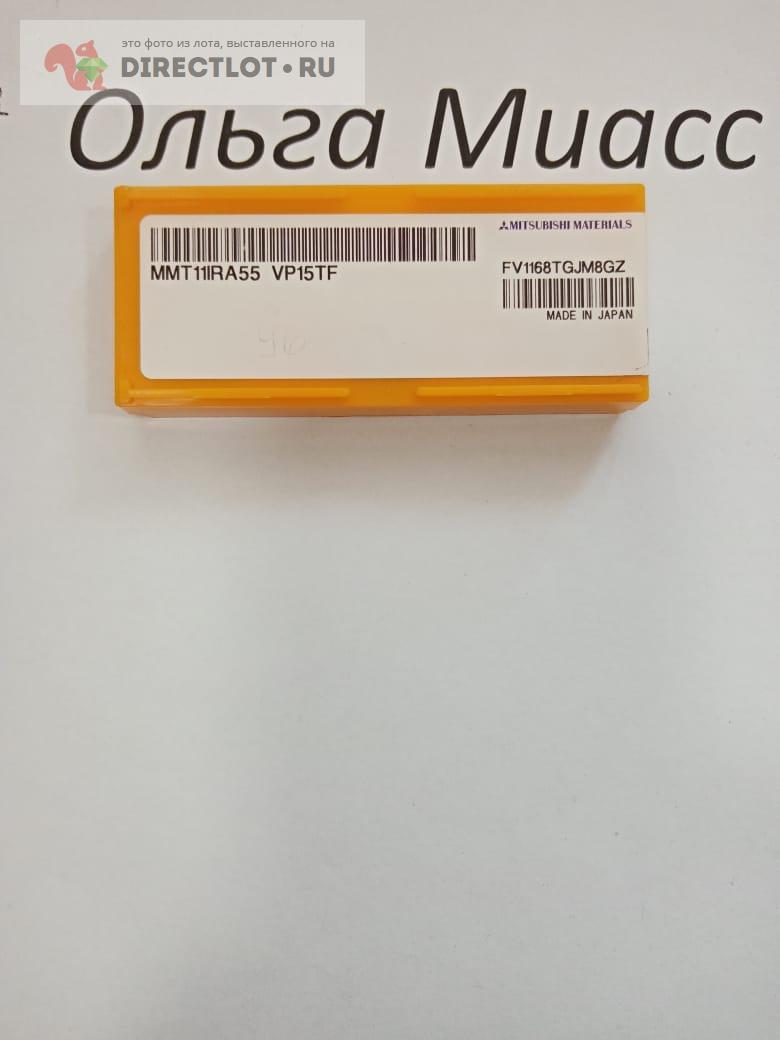 это фото из лота, выставленного на
DIRECTLOT•RU
Ольга Миасс
MITSUBISHI MATERIALS
MMT11IRA55 VP15TF
FV1168TGJM8GZ
MADE IN JAPAN